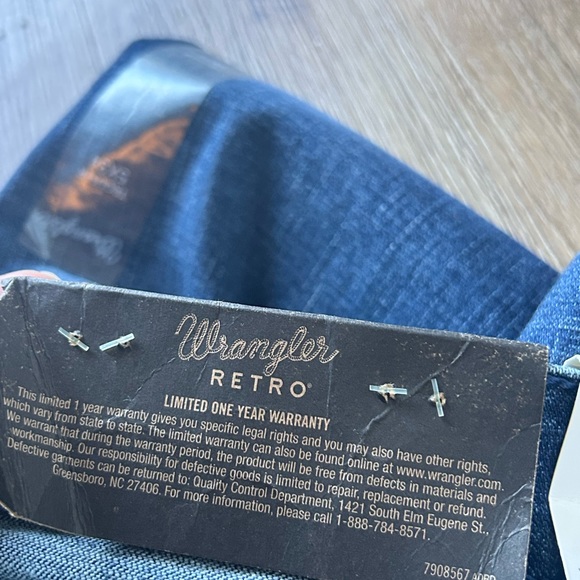 Wrangler
RETRO®
LIMITED ONE YEAR WARRANTY
This limited 1 year warranty gives you specific legal rights and you may also have other rights,
which vary from state to state. The limited warranty can also be found online at www.wrangler.com.
We warrant that during the warranty period, the product will be free from defects in materials and
workmanship. Our responsibility for defective goods is limited to repair, replacement or refund.
Defective garments can be returned to: Quality Control Department, 1421 South Elm Eugene St.,
Greensboro, NC 27406. For more information, please call 1-888-784-8571.
7908567